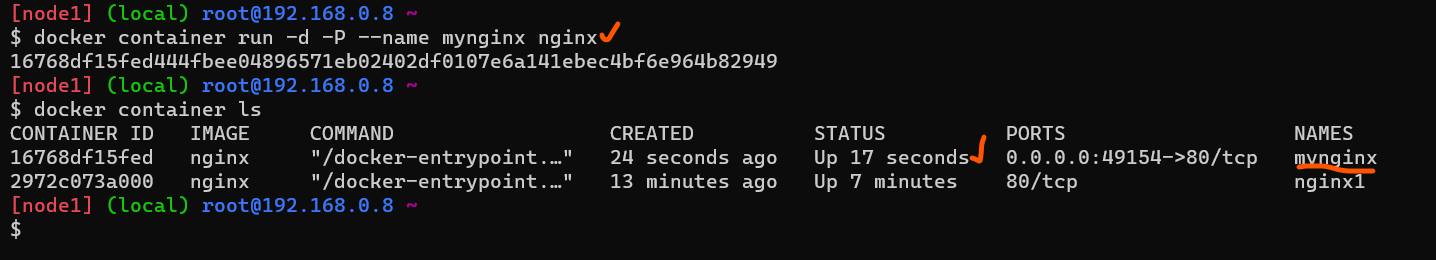 [node1] (local) root@192.168.0.8 ~
$ docker container run -d -P --name mynginx nginx
16768df15fed444fbee04896571eb02402df0107e6a141ebec4bf6e964b82949
[node1] (local) root@192.168.0.8 ~
$ docker container ls
CONTAINER ID   IMAGE     COMMAND                  CREATED          STATUS          PORTS                   NAMES
16768df15fed   nginx     "/docker-entrypoint.…"   24 seconds ago   Up 17 seconds   0.0.0.0:49154->80/tcp   mynginx
2972c073a000   nginx     "/docker-entrypoint.…"   13 minutes ago   Up 7 minutes    80/tcp                  nginx1
[node1] (local) root@192.168.0.8 ~
$